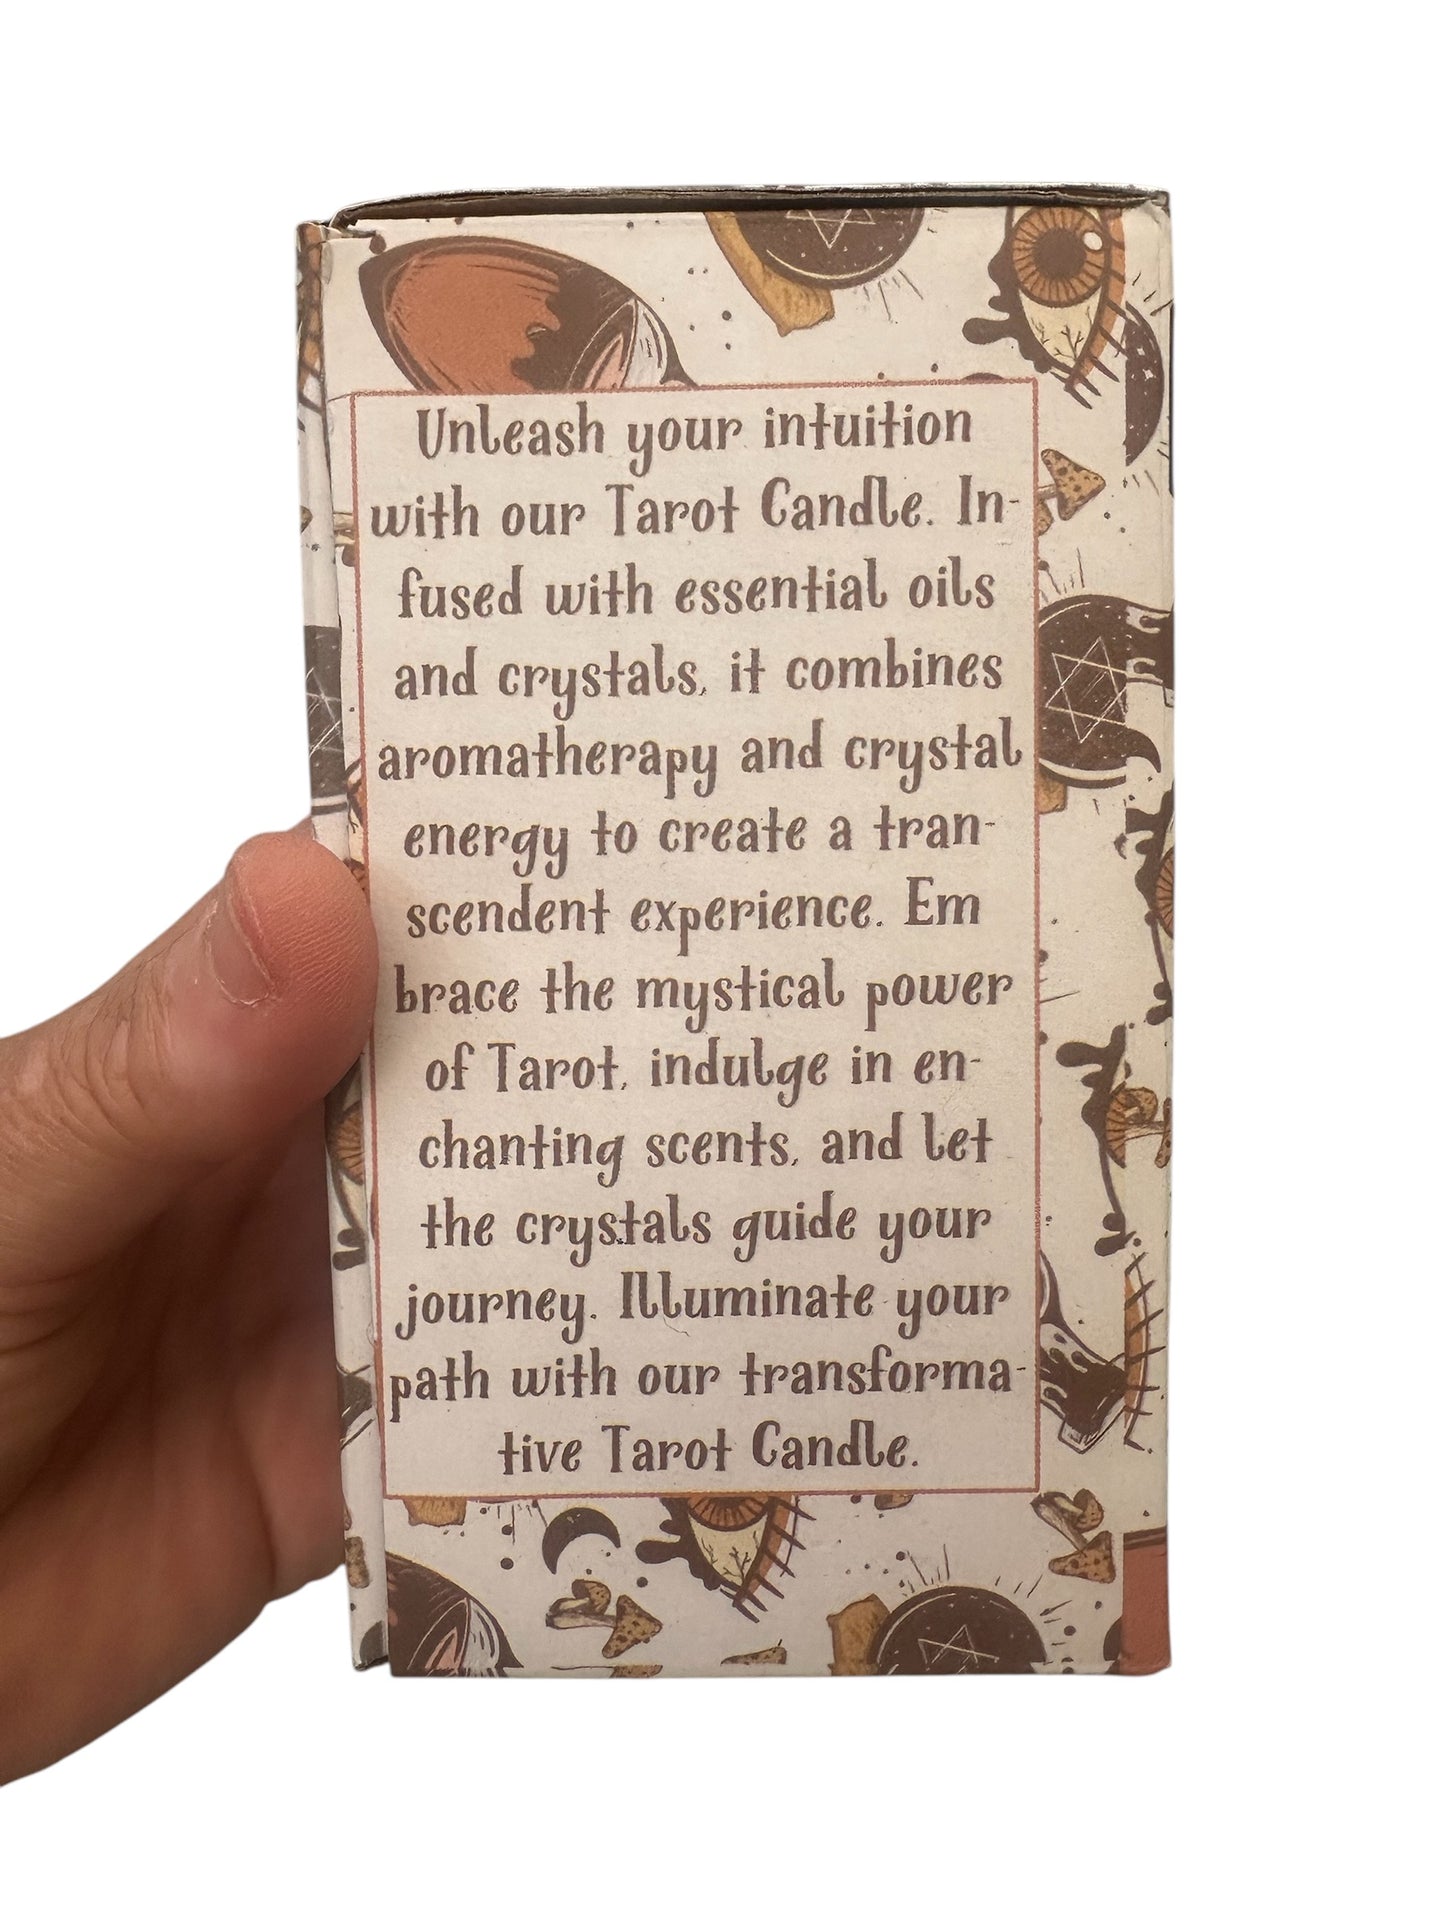 Unleash your intuition
with our Tarot Candle. In-
fused with essential oils
and crystals, it combines
aromatherapy and crystal
energy to create a tran-
scendent experience. Em
brace the mystical power
of Tarot, indulge in en-
chanting scents, and let
the crystals guide your
journey. Illuminate your
path with our transforma-
tive Tarot Candle.